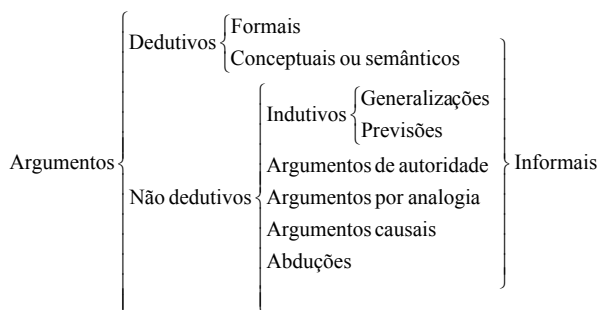 Formais
Dedutivos
Conceptuais ou semânticos
Generalizações
Indutivos
Previsões
Argumentos
Argumentos de autoridade
Informais
Não dedutivos
Argumentos por analogia
Argumentos causais
Abduções